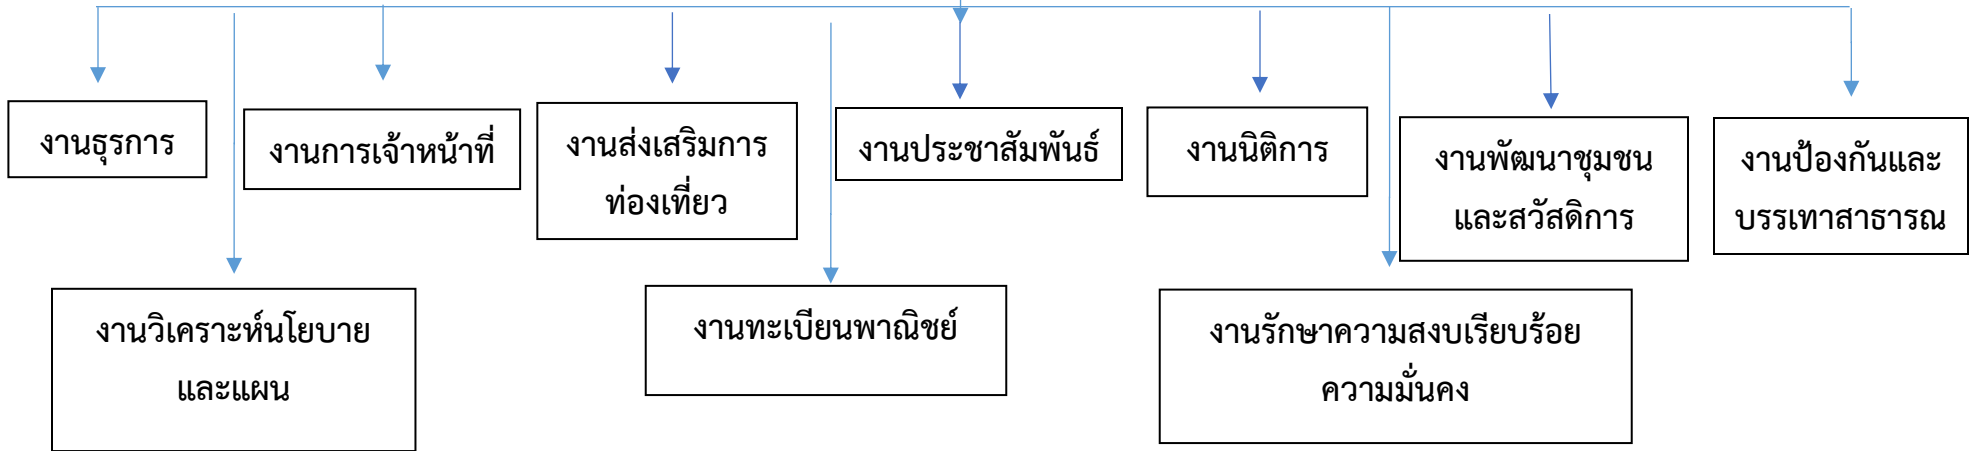 งานธุรการ
งานการเจ้าหน้าที่
งานส่งเสริมการ
ท่องเที่ยว
งานประชาสัมพันธ์
งานนิติการ
งานพัฒนาชุมชน
และสวัสดิการ
งานป้องกันและ
บรรเทาสาธารณ
งานวิเคราะห์นโยบาย
และแผน
งานทะเบียนพาณิชย์
งานรักษาความสงบเรียบร้อย
ความมั่นคง